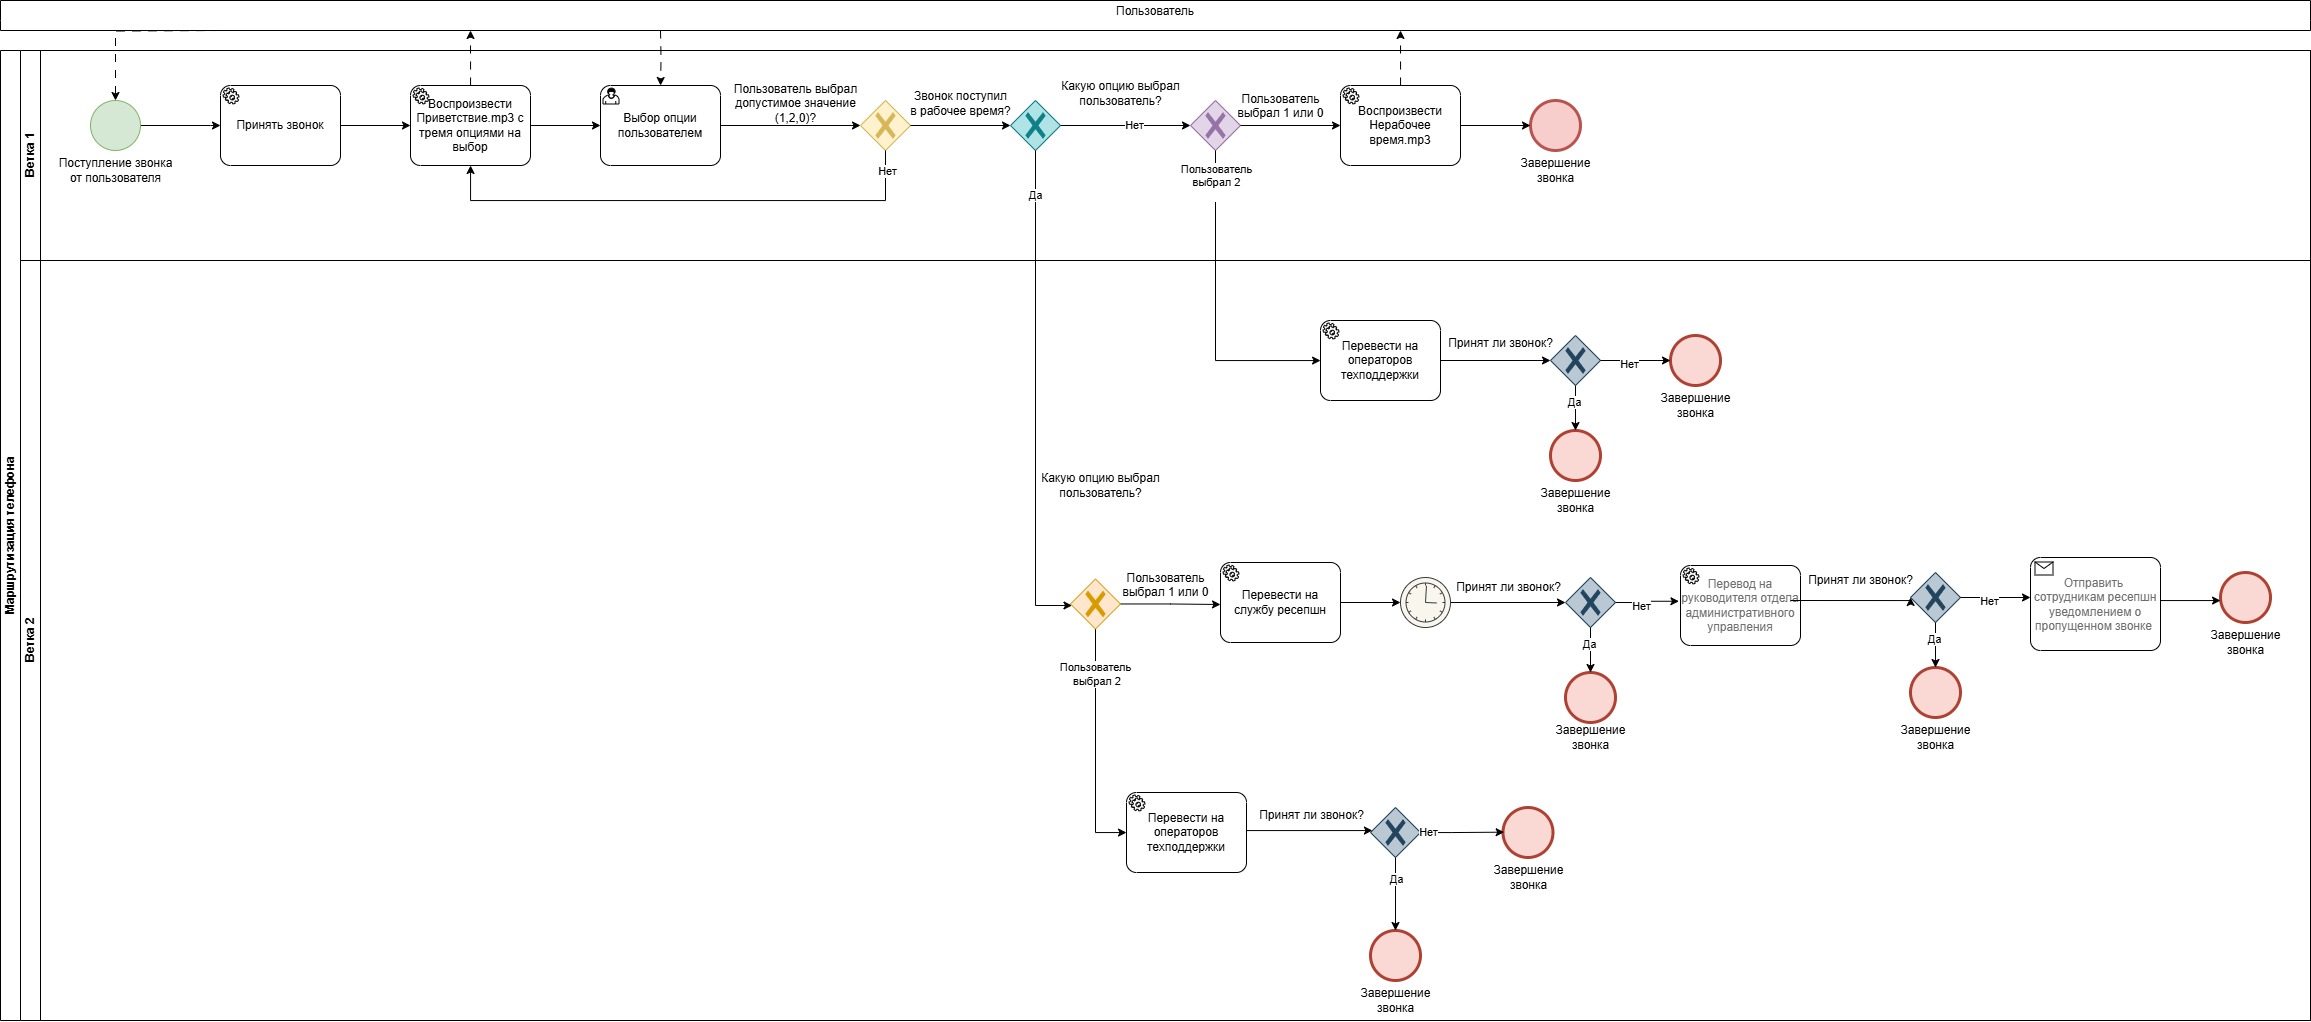 Пользователь
Маршрутизация телефона
Ветка 1
Поступление звонка
от пользователя
Принять звонок
Воспроизвести
Приветствие.mp3 с
тремя опциями на
выбор
Выбор опции
пользователем
Пользователь выбрал
допустимое значение
(1,2,0)?
Нет
Звонок поступил
в рабочее время?
Да
Какую опцию выбрал
пользователь?
Нет
Пользователь
выбрал 1 или 0
Пользователь
выбрал 2
Воспроизвести
Нерабочее
время.mp3
Завершение
звонка
Ветка 2
Перевести на
операторов
техподдержки
Принят ли звонок?
Нет
Завершение
звонка
Да
Завершение
звонка
Какую опцию выбрал
пользователь?
Пользователь
выбрал 1 или 0
Перевести на
службу ресепшн
Принят ли звонок?
Нет
Да
Завершение
звонка
Перевод на
руководителя отдела
административного
управления
Принят ли звонок?
Нет
Да
Завершение
звонка
Отправить
сотрудникам ресепшн
уведомлением о
пропущенном звонке
Завершение
звонка
Пользователь
выбрал 2
Перевести на
операторов
техподдержки
Принят ли звонок?
Нет
Завершение
звонка
Да
Завершение
звонка